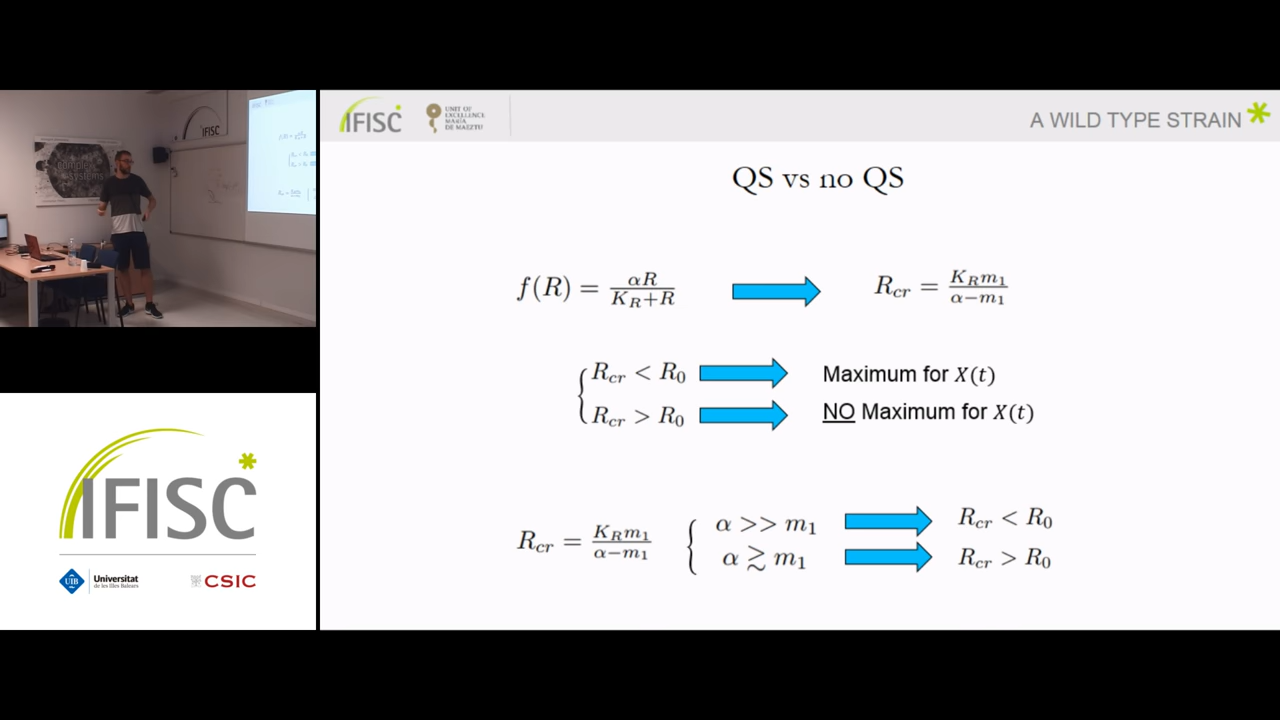 IFISC
complex
systems
IFISC
UNIT OF
EXCELLENCE
MARÍA
DE MAEZTU
A WILD TYPE STRAIN
QS vs no QS
f(R) = αR / (K_R+R)
R_cr = K_R m_1 / (α−m_1)
R_cr < R_0 Maximum for X(t)
R_cr > R_0 NO Maximum for X(t)
R_cr = K_R m_1 / (α−m_1)
α >> m_1 R_cr < R_0
α ≳ m_1 R_cr > R_0
IFISC
UIB
Universitat
de les Illes Balears
CSIC